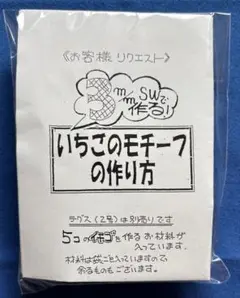 《お客様 リクエスト》
3m/m SWで
作る!
いちごのモチーフ
の作り方
テグス(2号)は別売りです
5コのイチゴを作るお材料が
入っています.
材料は袋ごと入っていますので、
余るものもございます.